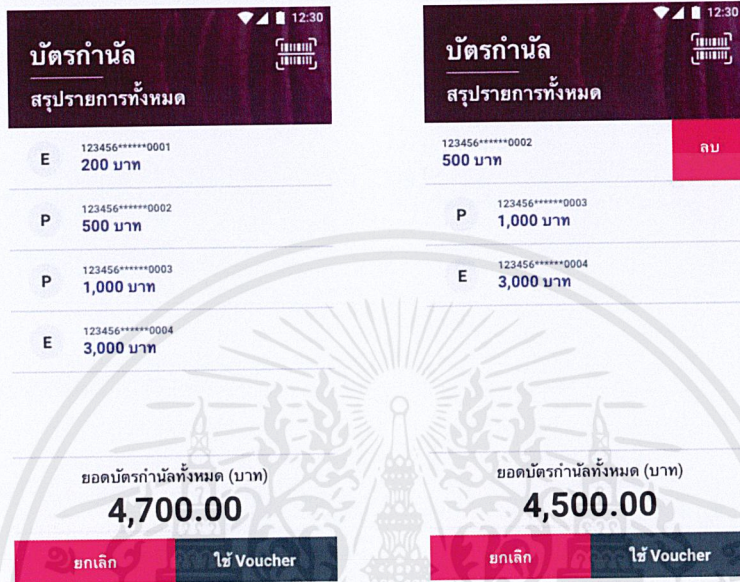 12:30
บัตรกำนัล
สรุปรายการทั้งหมด
E
123456******0001
200 บาท
P
123456******0002
500 บาท
P
123456******0003
1,000 บาท
E
123456******0004
3,000 บาท
ยอดบัตรกำนัลทั้งหมด (บาท)
4,700.00
ยกเลิก
ใช้ Voucher
12:30
บัตรกำนัล
สรุปรายการทั้งหมด
123456******0002
500 บาท
ลบ
P
123456******0003
1,000 บาท
E
123456******0004
3,000 บาท
ยอดบัตรกำนัลทั้งหมด (บาท)
4,500.00
ยกเลิก
ใช้ Voucher